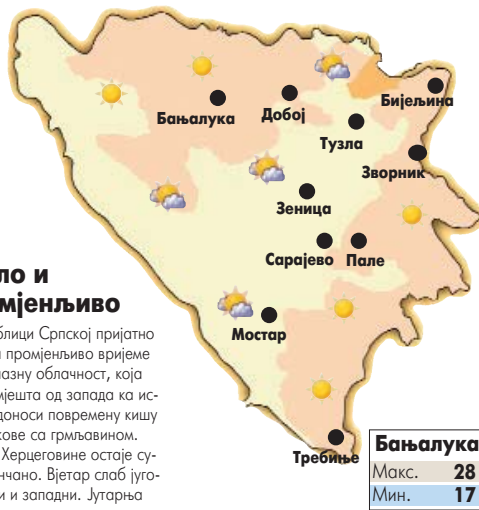 Бањалука
Добој
Бијељина
Тузла
Зворник
Зеница
Сарајево Пале
Мостар
Требиње
ло и
мјенљиво
блици Српској пријатно
промјенљиво вријеме
лазну облачност, која
мјешта од запада ка ис-
доноси повремену кишу
кове са грмљавином.
Херцеговине остаје су-
нчано. Вјетар слаб југо-
и и западни. Јутарња
Бањалука
Макс. 28
Мин. 17